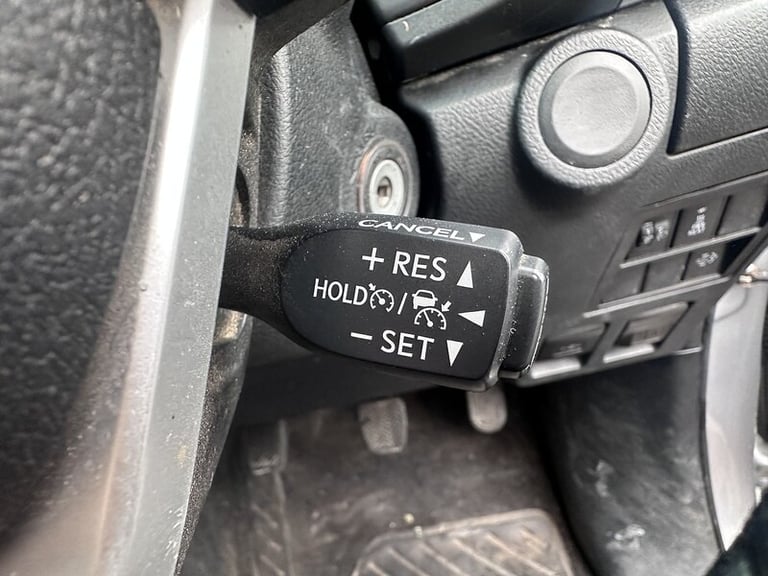 CANCEL
+ RES
HOLD /
- SET